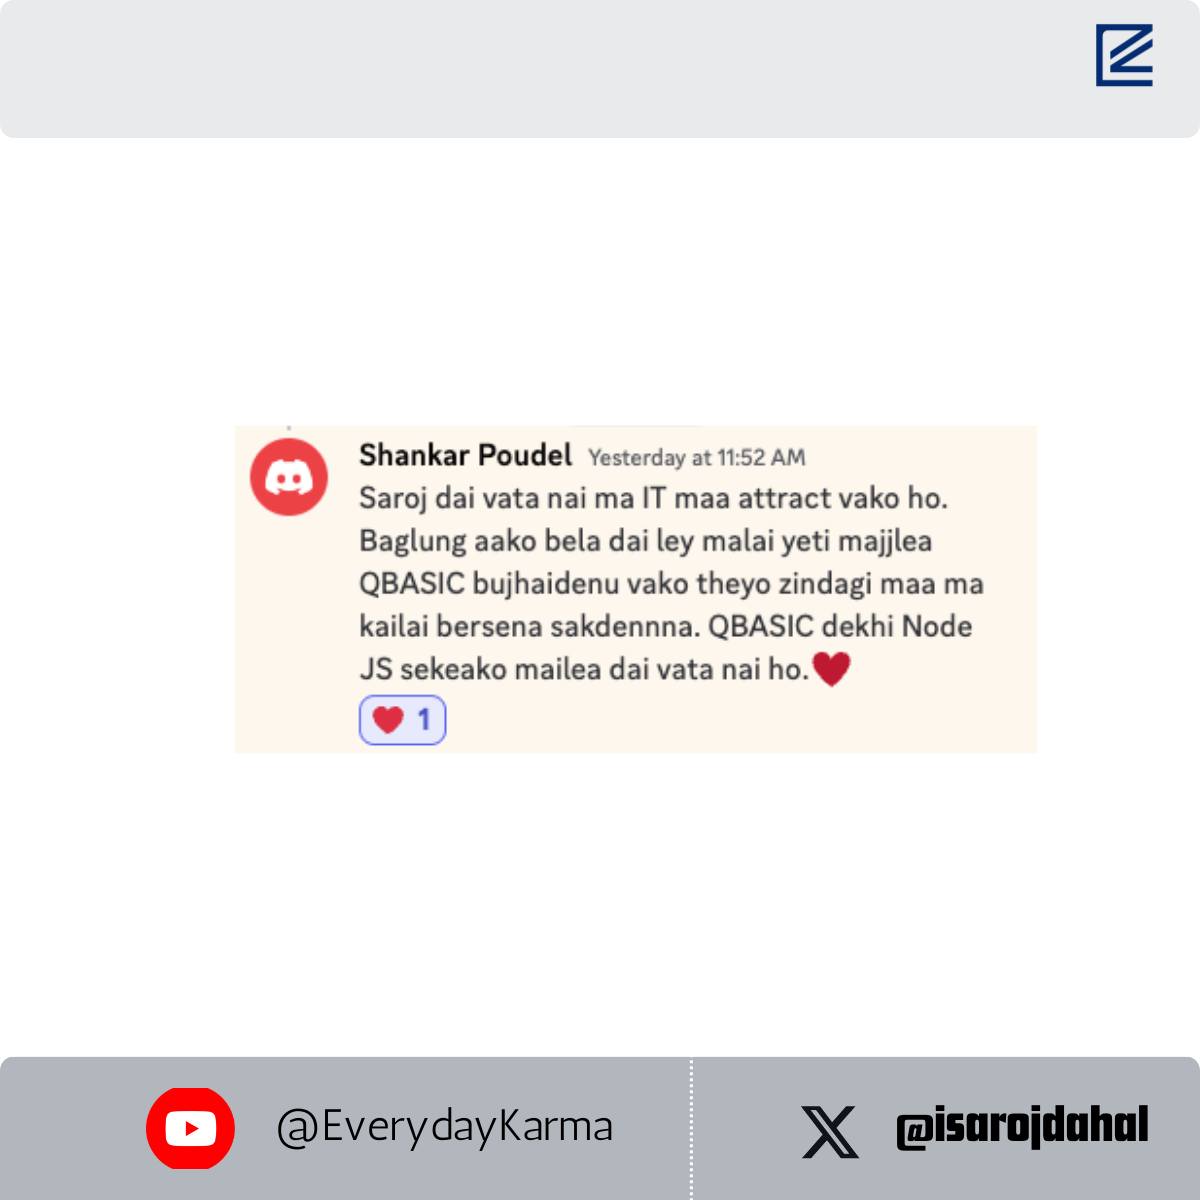 Shankar Poudel Yesterday at 11:52 AM
Saroj dai vata nai ma IT maa attract vako ho.
Baglung aako bela dai ley malai yeti majjlea
QBASIC bujhaidenu vako theyo zindagi maa ma
kailai bersena sakdennna. QBASIC dekhi Node
JS sekeako mailea dai vata nai ho.❤️
❤️ 1
@EverydayKarma
@isarojdahal